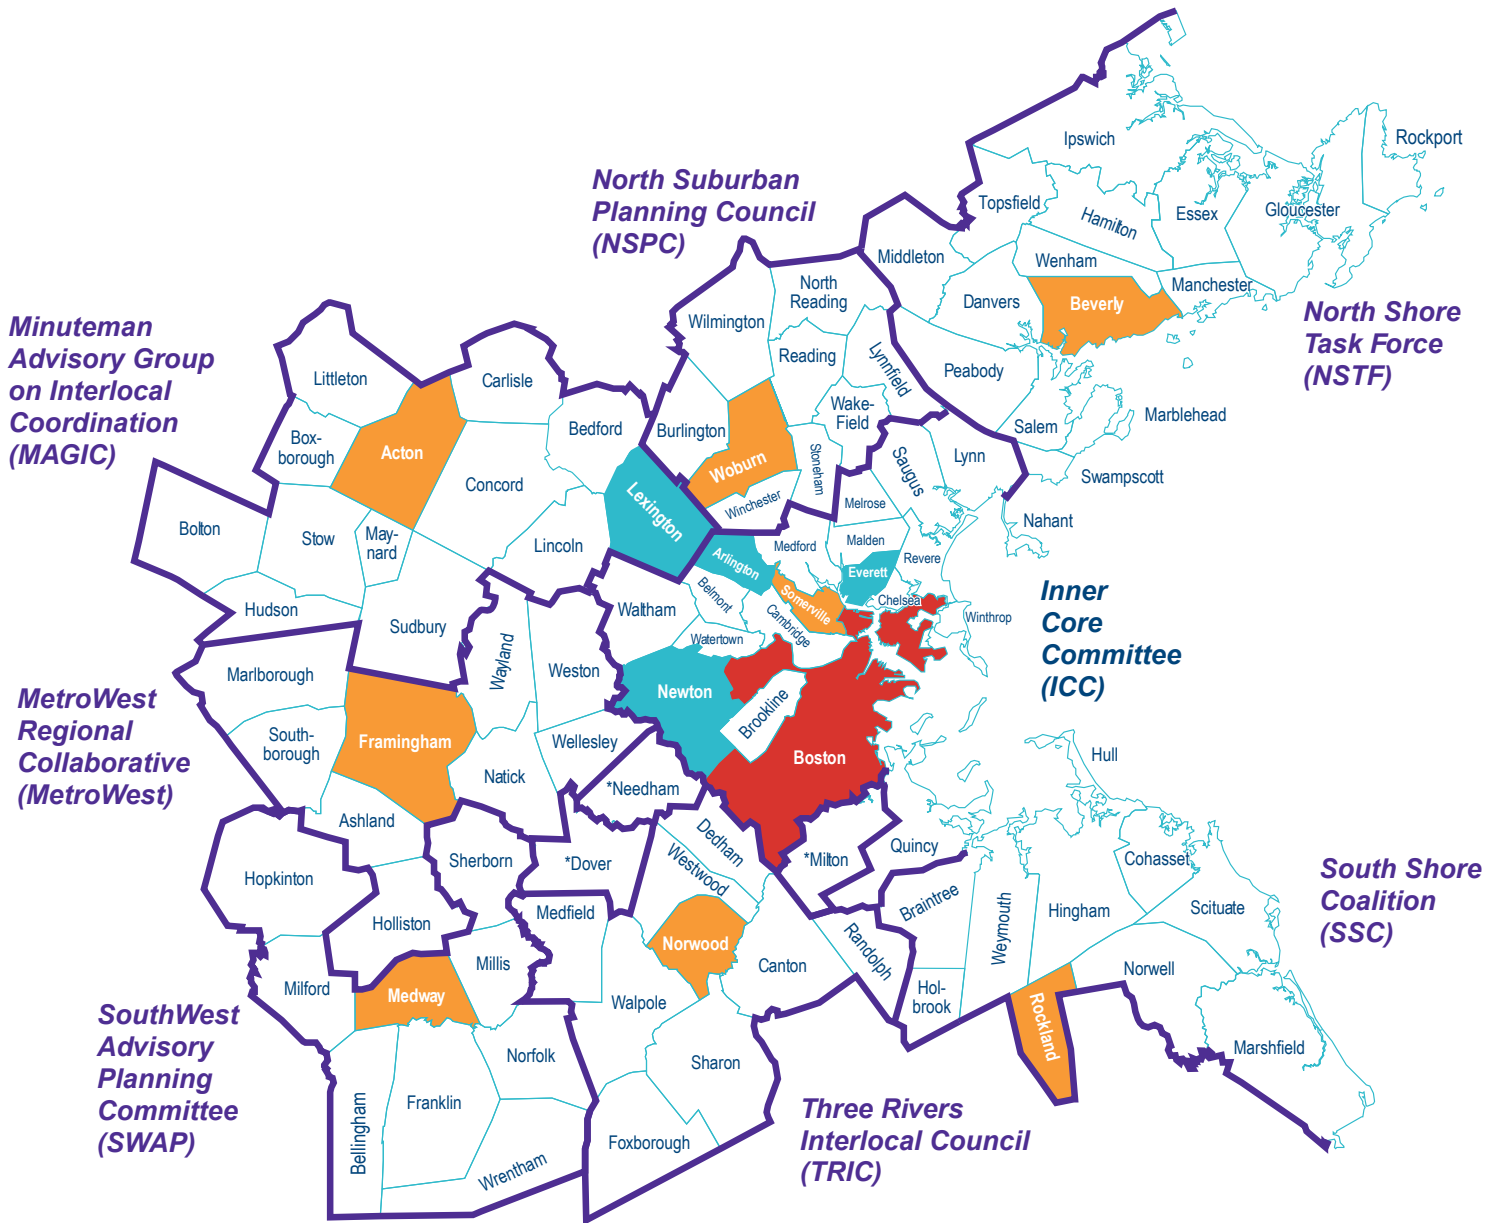 Ipswich
Rockport
Topsfield
Hamilton
Essex
Gloucester
North Suburban
Planning Council
(NSPC)
Middleton
Wenham
Manchester
Danvers
Beverly
North
Reading
Wilmington
Reading
Lynnfield
Peabody
North Shore
Task Force
(NSTF)
Minuteman
Advisory Group
on Interlocal
Coordination
(MAGIC)
Littleton
Carlisle
Bedford
Burlington
Wake-
Field
Salem
Marblehead
Box-
borough
Acton
Concord
Woburn
Stoneham
Saugus
Lynn
Swampscott
Lexington
Winchester
Melrose
Nahant
Bolton
Stow
May-
nard
Lincoln
Arlington
Medford
Malden
Revere
Everett
Hudson
Sudbury
Waltham
Belmont
Somerville
Chelsea
Winthrop
Cambridge
Watertown
Inner
Core
Committee
(ICC)
Marlborough
Wayland
Weston
Newton
Brookline
MetroWest
Regional
Collaborative
(MetroWest)
South-
borough
Framingham
Wellesley
Natick
Boston
Hull
*Needham
Ashland
Sherborn
*Dover
Dedham
Westwood
*Milton
Quincy
Cohasset
Hopkinton
Holliston
Medfield
Norwood
Canton
Randolph
Braintree
Weymouth
Hingham
Scituate
South Shore
Coalition
(SSC)
Milford
Medway
Millis
Walpole
Hol-
brook
Rockland
Norwell
Marshfield
SouthWest
Advisory
Planning
Committee
(SWAP)
Norfolk
Sharon
Bellingham
Franklin
Wrentham
Foxborough
Three Rivers
Interlocal Council
(TRIC)